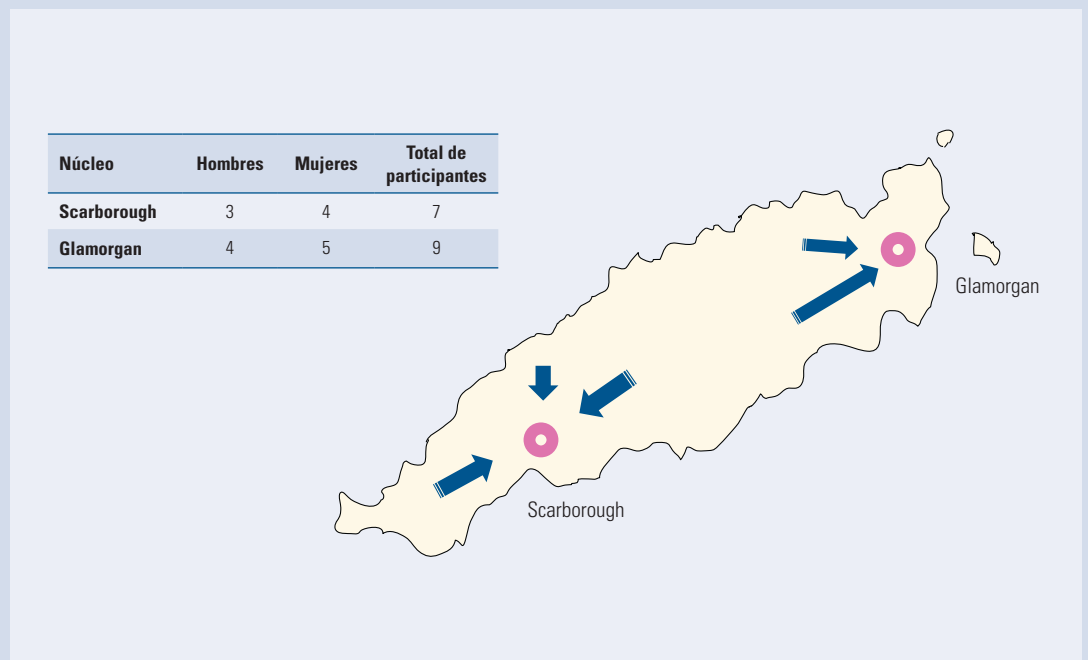 Núcleo Hombres Mujeres Total de participantes
Scarborough 3 4 7
Glamorgan 4 5 9
Glamorgan
Scarborough